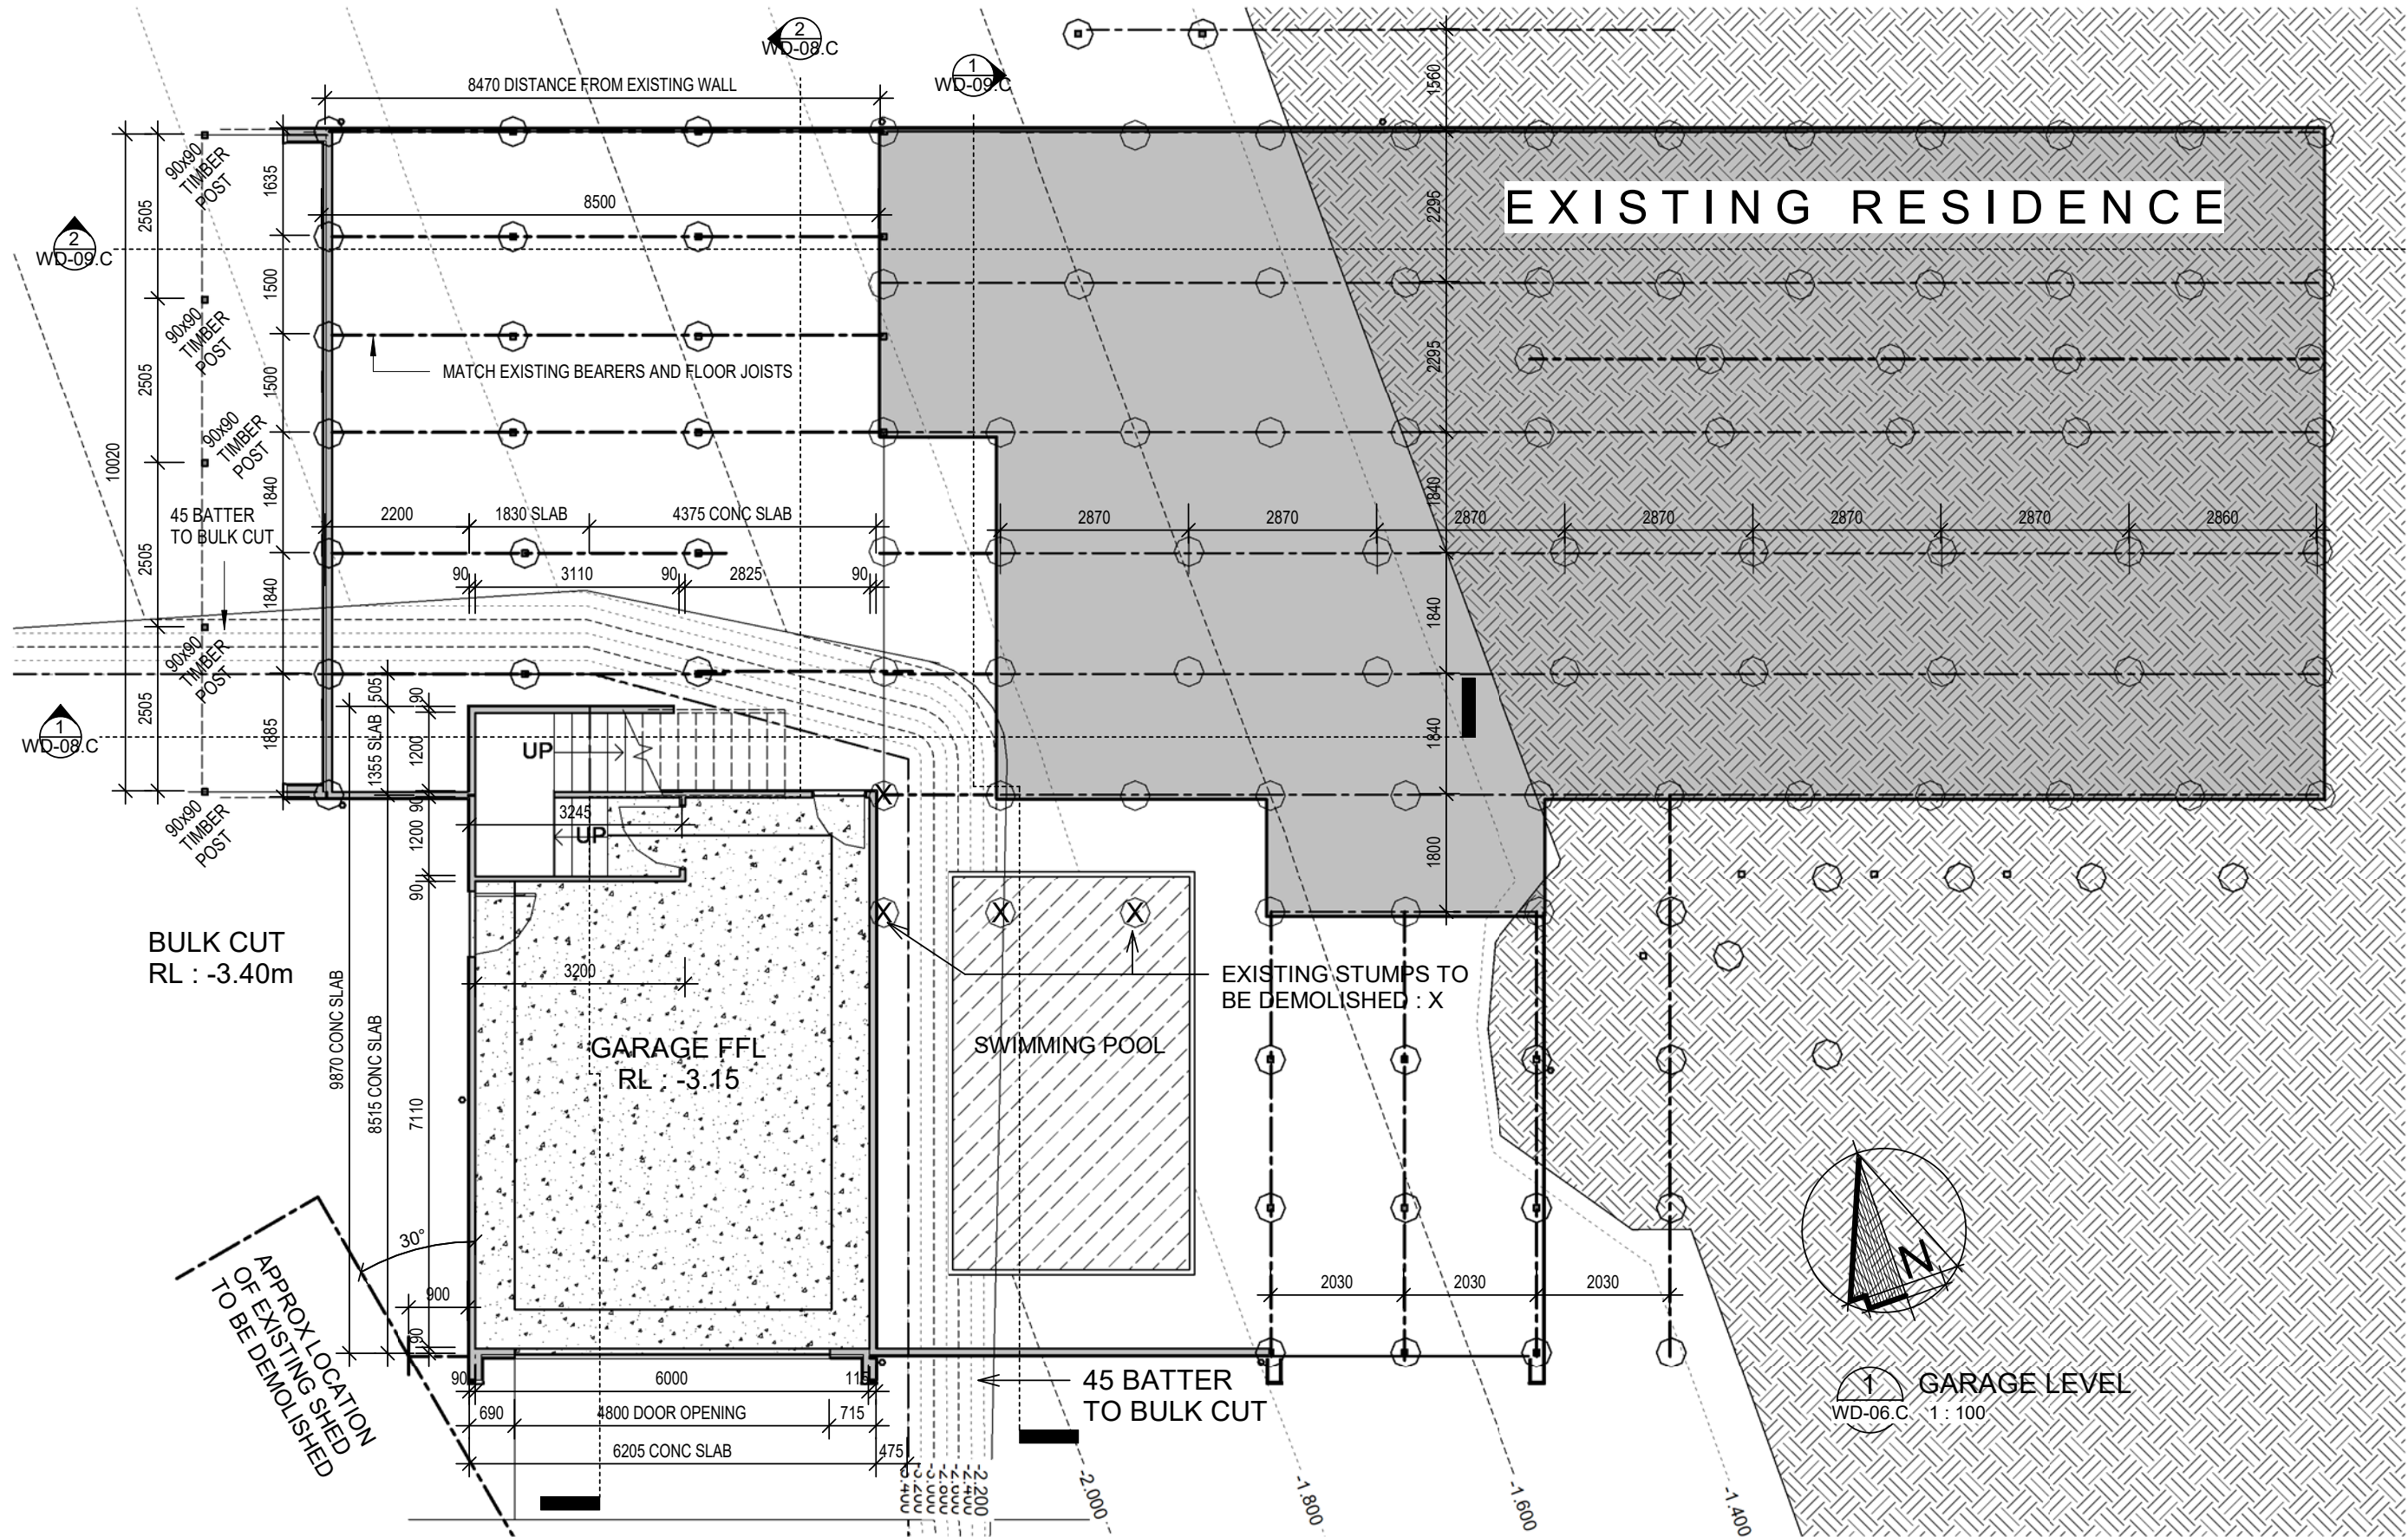 2
WD-08.C
1
WD-09.C
8470 DISTANCE FROM EXISTING WALL
1560
90x90
TIMBER
POST
1635
2505
8500
EXISTING RESIDENCE
2295
2
WD-09.C
1500
90x90
TIMBER
POST
MATCH EXISTING BEARERS AND FLOOR JOISTS
2295
2505
1500
90x90
TIMBER
POST
10020
1840
45 BATTER
TO BULK CUT
2200
1830 SLAB
4375 CONC SLAB
1840
2870
2870
2870
2870
2870
2870
2860
2505
90
3110
90
2825
90
1840
1840
90x90
TIMBER
POST
505
90
2505
1885
1355 SLAB
1200
1840
1
WD-08.C
UP
90x90
TIMBER
POST
90
3245
UP
1200
90
1800
X
X
X
X
BULK CUT
RL : -3.40m
3200
EXISTING STUMPS TO
BE DEMOLISHED : X
9870 CONC SLAB
8515 CONC SLAB
7110
GARAGE FFL
RL : -3.15
SWIMMING POOL
30°
APPROX LOCATION
OF EXISTING SHED
TO BE DEMOLISHED
900
90
2030
2030
2030
N
90
6000
115
690
4800 DOOR OPENING
715
6205 CONC SLAB
475
45 BATTER
TO BULK CUT
1
WD-06.C
GARAGE LEVEL
1 : 100
-2.200
-2.000
-1.800
-1.600
-1.400